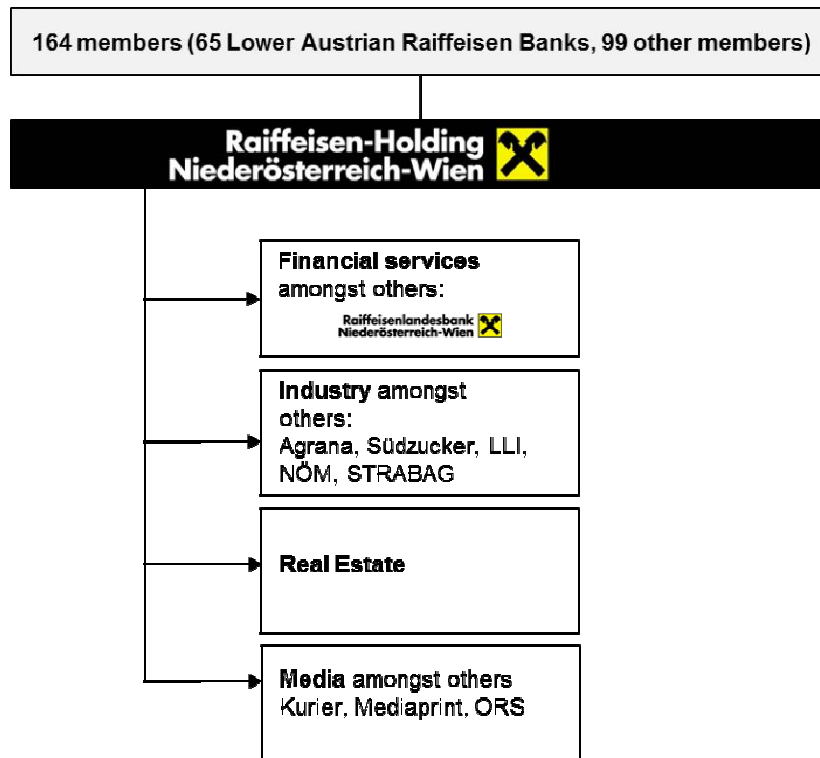 164 members (65 Lower Austrian Raiffeisen Banks, 99 other members)
Raiffeisen-Holding
Niederösterreich-Wien
Financial services
amongst others:
Raiffeisenlandesbank
Niederösterreich-Wien
Industry amongst
others:
Agrana, Südzucker, LLI,
NÖM, STRABAG
Real Estate
Media amongst others
Kurier, Mediaprint, ORS